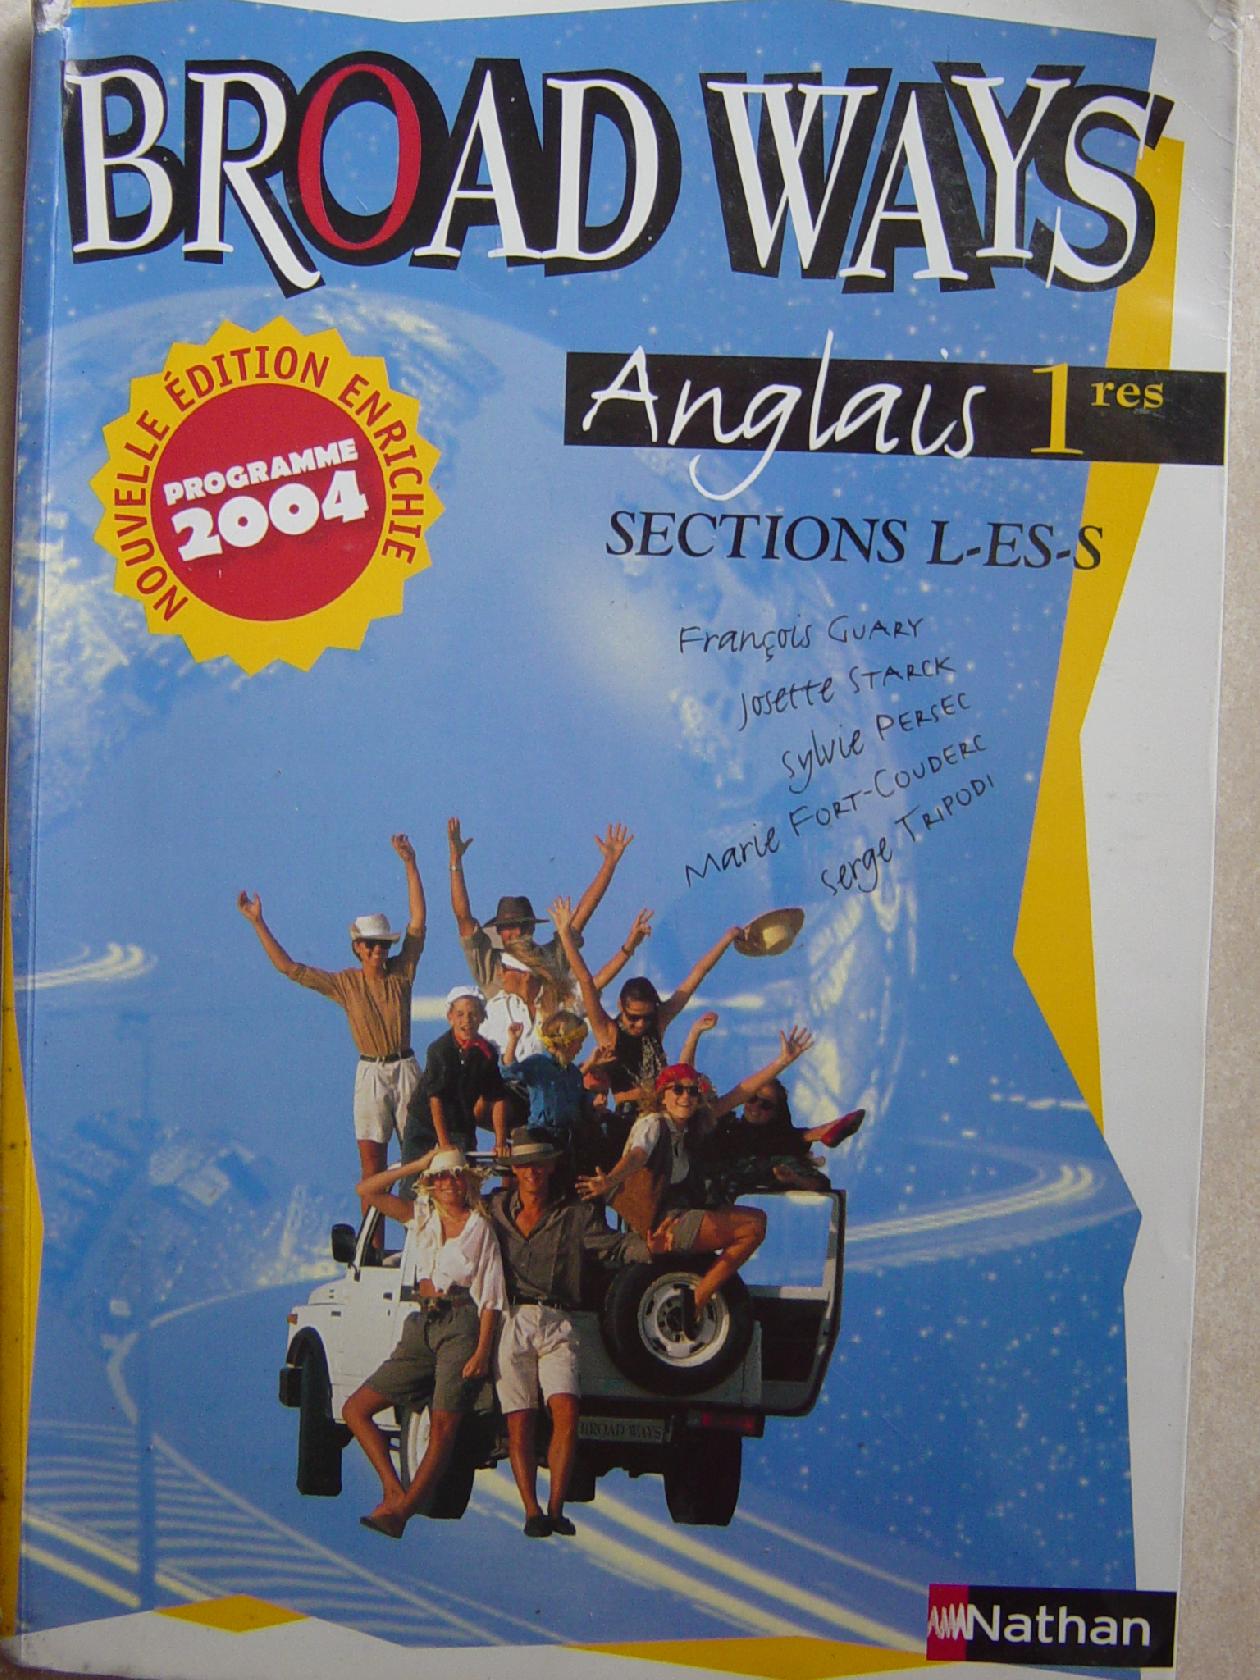 BROAD WAYS
NOUVELLE ÉDITION ENRICHIE
PROGRAMME
2004
Anglais 1res
SECTIONS L-ES-S
François GUARY
Josette STARCK
Sylvie PERSEC
Marie FORT-COUDERC
Serge TRIPODI
BROAD WAYS
Nathan